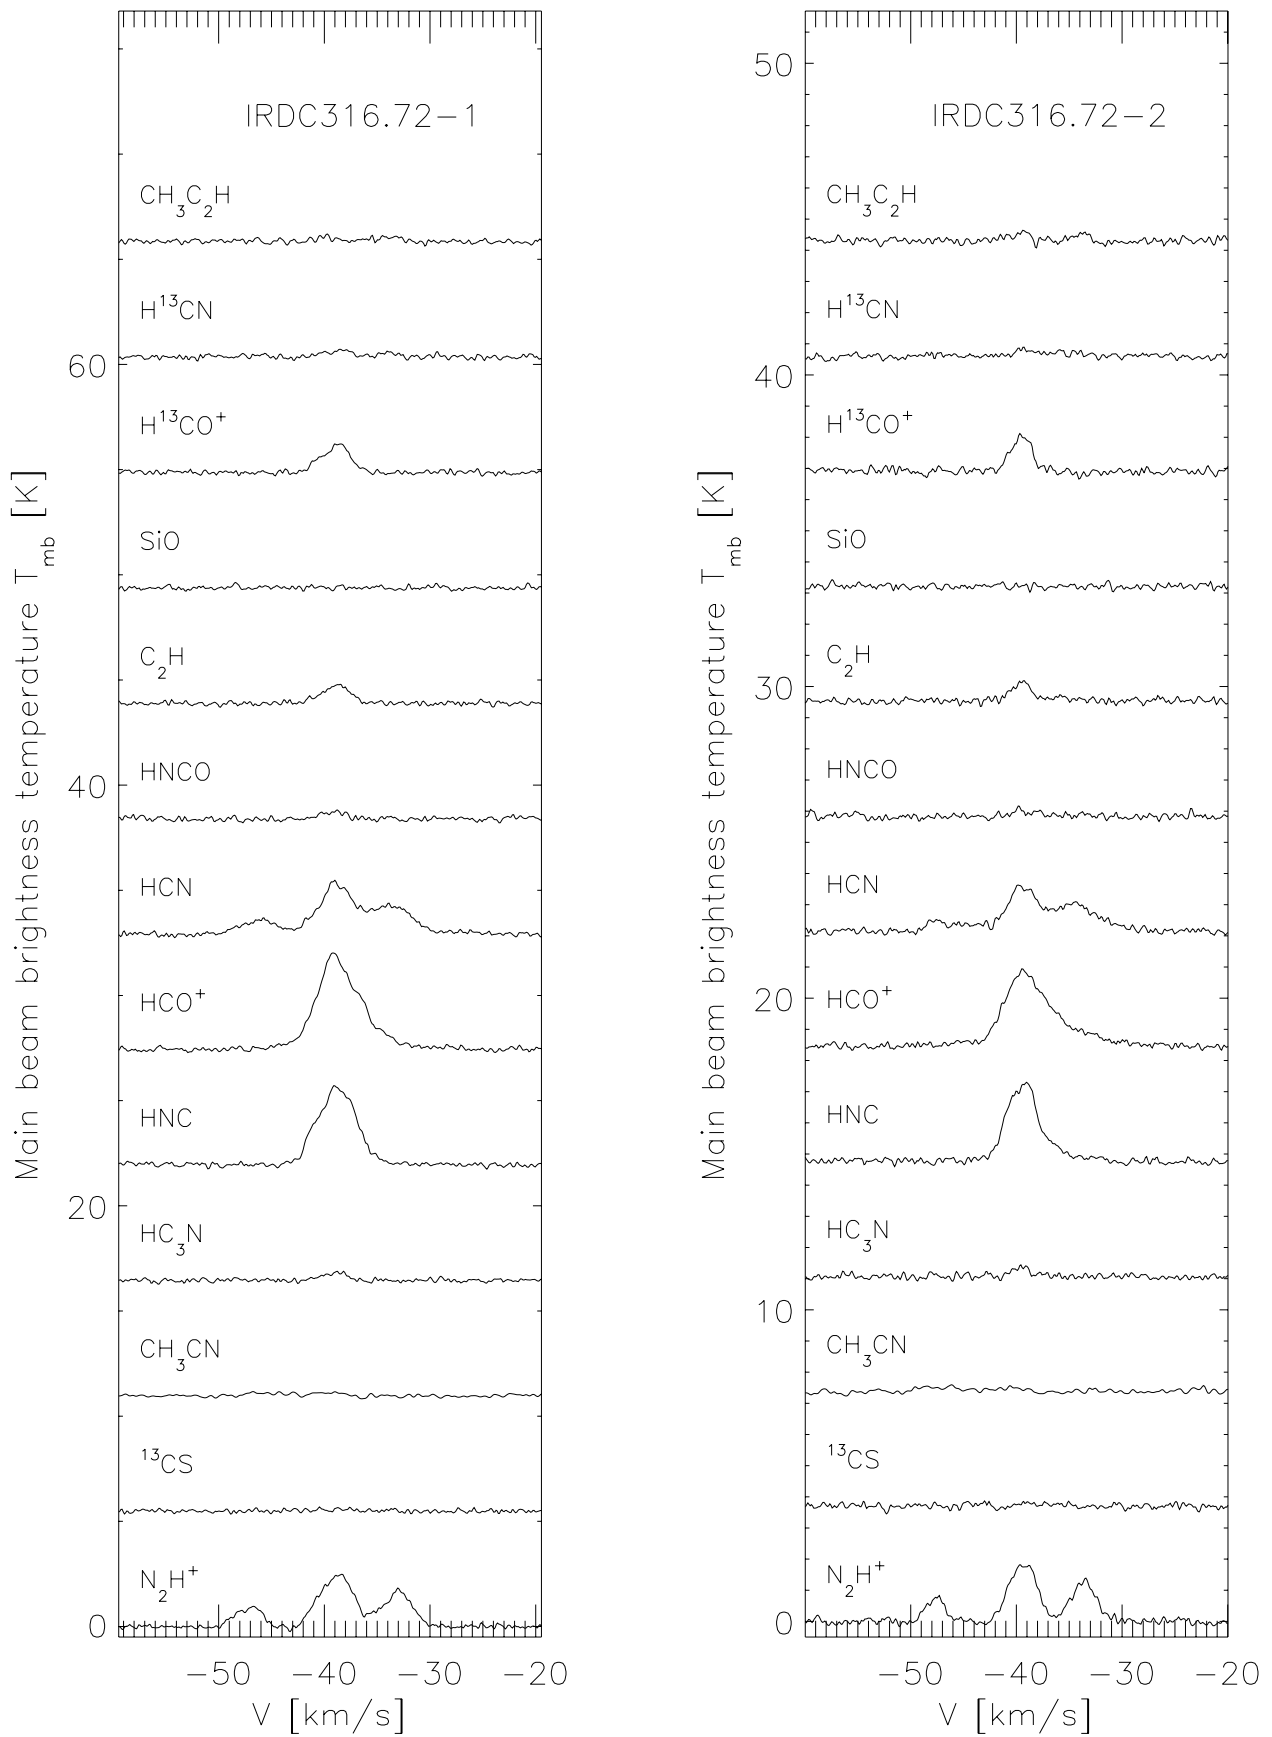 IRDC316.72−1
CH₃C₂H
H¹³CN
H¹³CO⁺
SiO
C₂H
HNCO
HCN
HCO⁺
HNC
HC₃N
CH₃CN
¹³CS
N₂H⁺
60
40
20
0
−50 −40 −30 −20
V [km/s]
Main beam brightness temperature T_mb [K]
IRDC316.72−2
CH₃C₂H
H¹³CN
H¹³CO⁺
SiO
C₂H
HNCO
HCN
HCO⁺
HNC
HC₃N
CH₃CN
¹³CS
N₂H⁺
50
40
30
20
10
0
−50 −40 −30 −20
V [km/s]
Main beam brightness temperature T_mb [K]